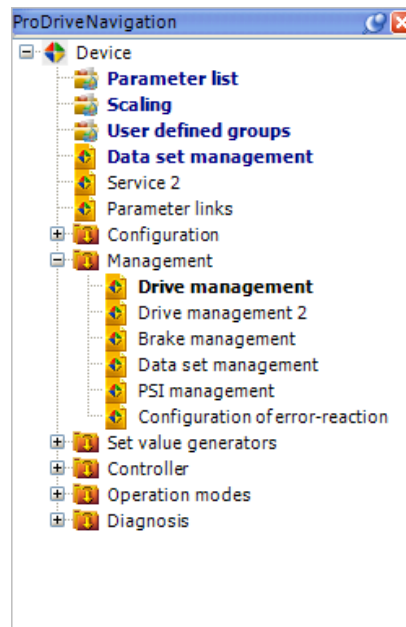 ProDriveNavigation
Device
Parameter list
Scaling
User defined groups
Data set management
Service 2
Parameter links
Configuration
Management
Drive management
Drive management 2
Brake management
Data set management
PSI management
Configuration of error-reaction
Set value generators
Controller
Operation modes
Diagnosis